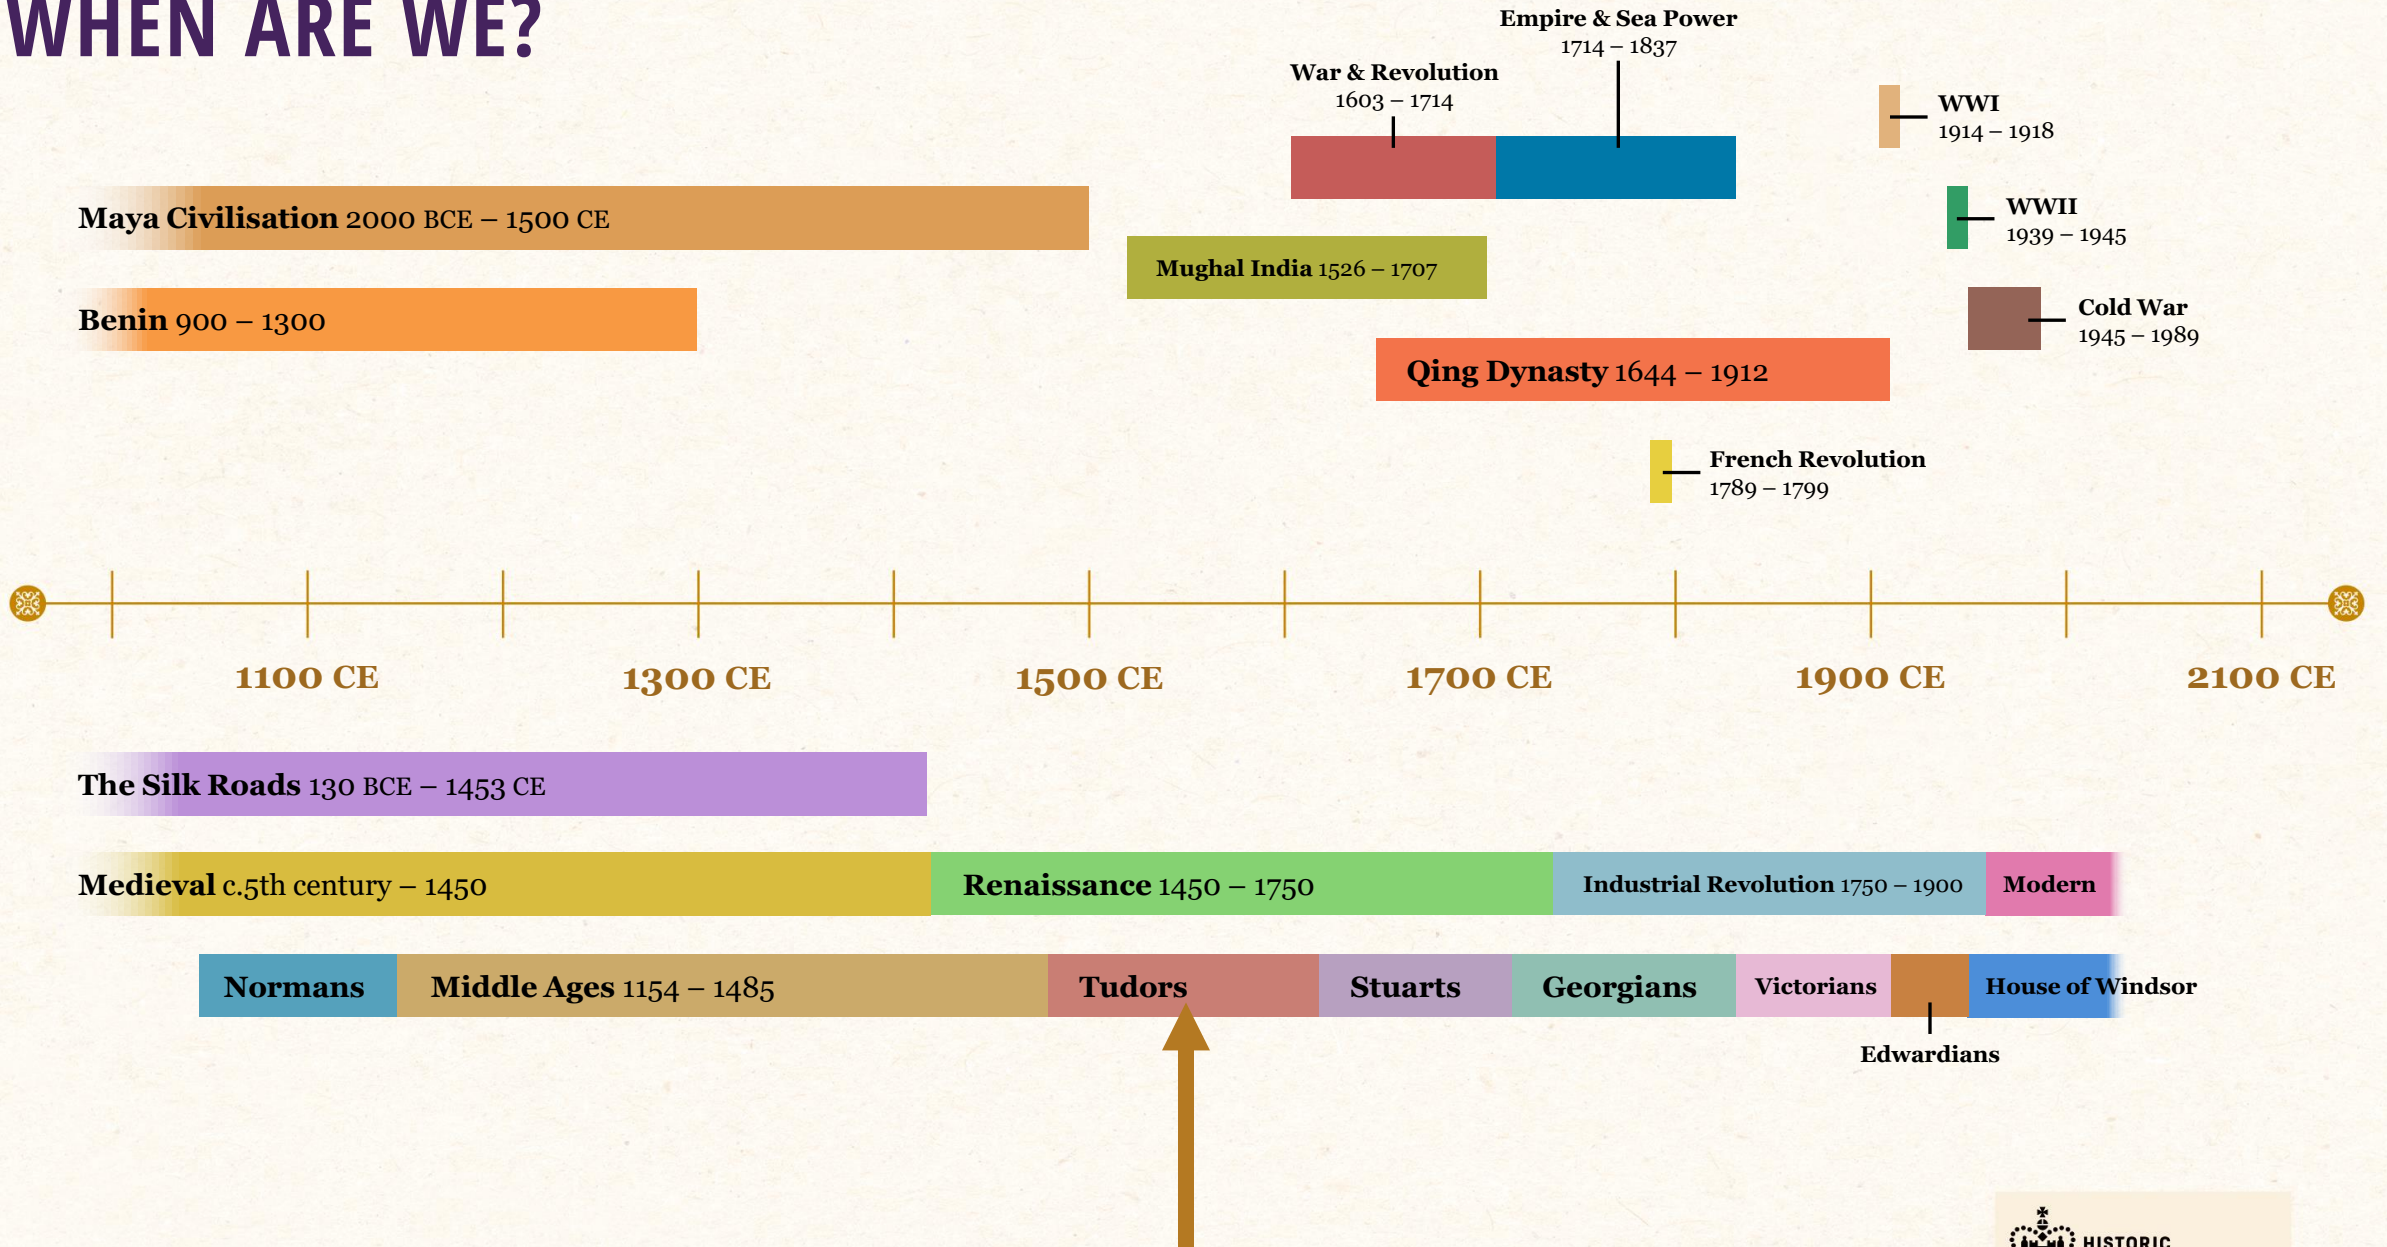 WHEN ARE WE?
Empire & Sea Power
1714 – 1837
War & Revolution
1603 – 1714
WWI
1914 – 1918
Maya Civilisation 2000 BCE – 1500 CE
WWII
1939 – 1945
Mughal India 1526 – 1707
Benin 900 – 1300
Cold War
1945 – 1989
Qing Dynasty 1644 – 1912
French Revolution
1789 – 1799
1100 CE
1300 CE
1500 CE
1700 CE
1900 CE
2100 CE
The Silk Roads 130 BCE – 1453 CE
Medieval c.5th century – 1450
Renaissance 1450 – 1750
Industrial Revolution 1750 – 1900
Modern
Normans
Middle Ages 1154 – 1485
Tudors
Stuarts
Georgians
Victorians
House of Windsor
Edwardians
HISTORIC